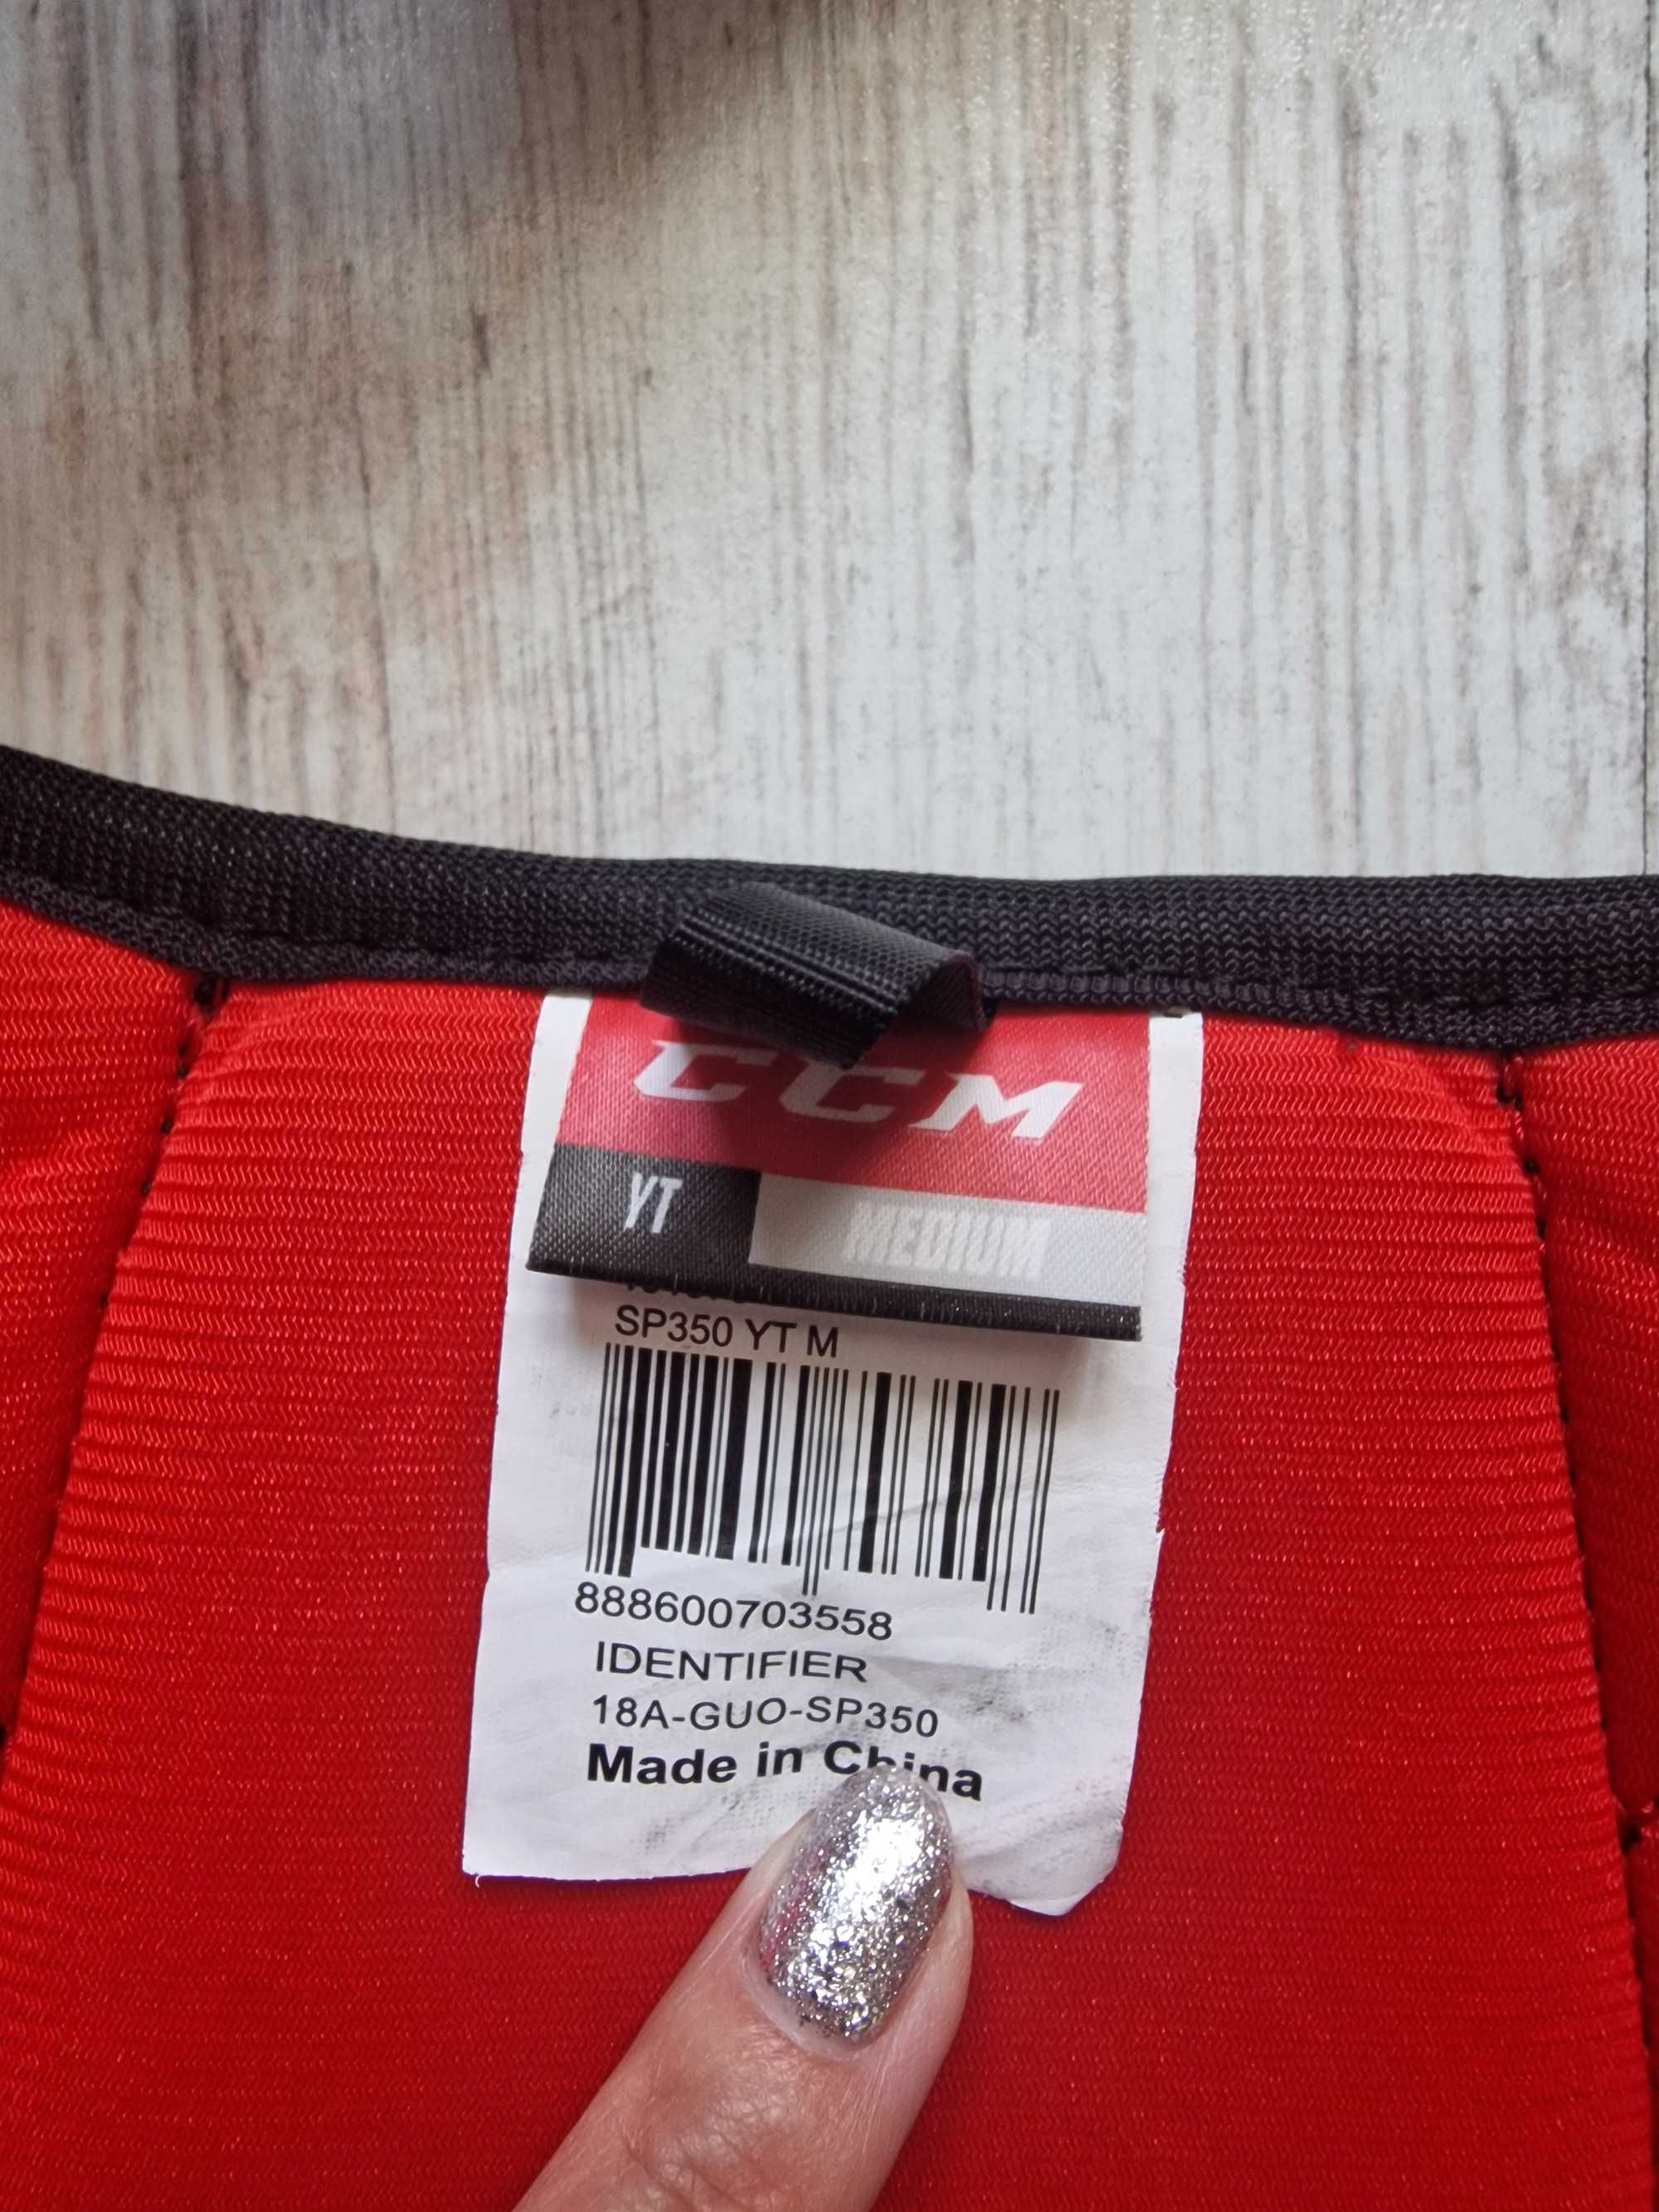 CCM
YT MEDIUM
SP350 YT M
888600703558
IDENTIFIER
18A-GUO-SP350
Made in China